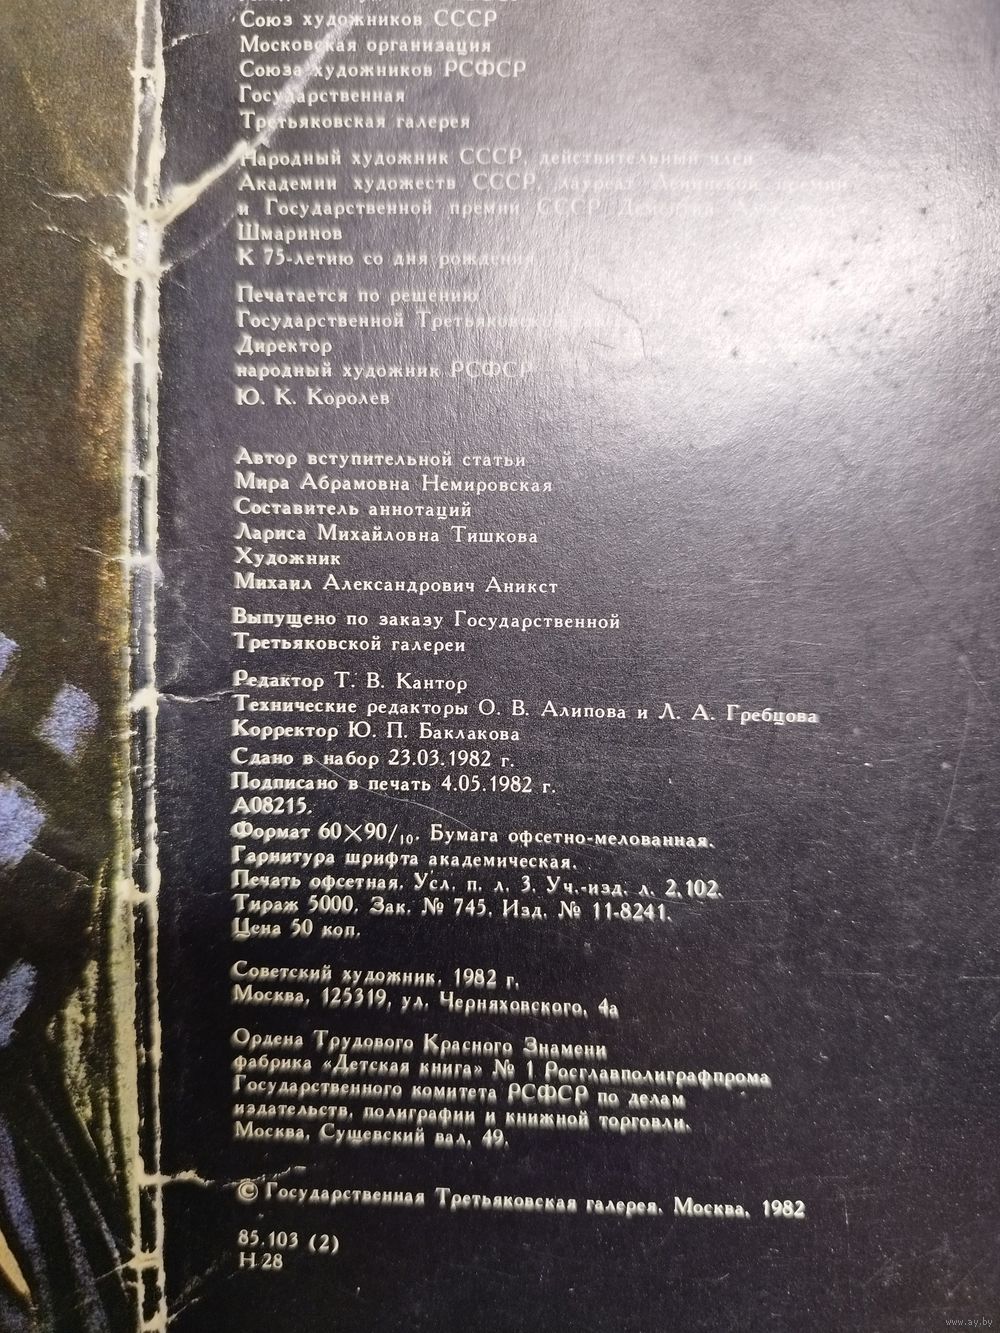 Союз художников СССР
Московская организация
Союза художников РСФСР
Государственная
Третьяковская галерея
Народный художник СССР, действительный член
Академии художеств СССР, лауреат Ленинской премии
и Государственной премии СССР Дементий
Шмаринов
К 75-летию со дня рождения
Печатается по решению
Государственной Третьяковской
Директор
народный художник РСФСР
Ю. К. Королев
Автор вступительной статьи
Мира Абрамовна Немировская
Составитель аннотаций
Лариса Михайловна Тишкова
Художник
Михаил Александрович Аникст
Выпущено по заказу Государственной
Третьяковской галереи
Редактор Т. В. Кантор
Технические редакторы О. В. Алипова и Л. А. Гребцова
Корректор Ю. П. Баклакова
Сдано в набор 23.03.1982 г.
Подписано в печать 4.05.1982 г.
А08215.
Формат 60×90/10. Бумага офсетно-мелованная.
Гарнитура шрифта академическая.
Печать офсетная. Усл. п. л. 3. Уч.-изд. л. 2,102.
Тираж 5000. Зак. № 745. Изд. № 11-8241.
Цена 50 коп.
Советский художник, 1982 г.
Москва, 125319, ул. Черняховского, 4а
Ордена Трудового Красного Знамени
фабрика «Детская книга» № 1 Росглавполиграфпрома
Государственного комитета РСФСР по делам
издательств, полиграфии и книжной торговли.
Москва, Сущевский вал, 49.
© Государственная Третьяковская галерея. Москва, 1982
85.103 (2)
Н 28
www.ay.by